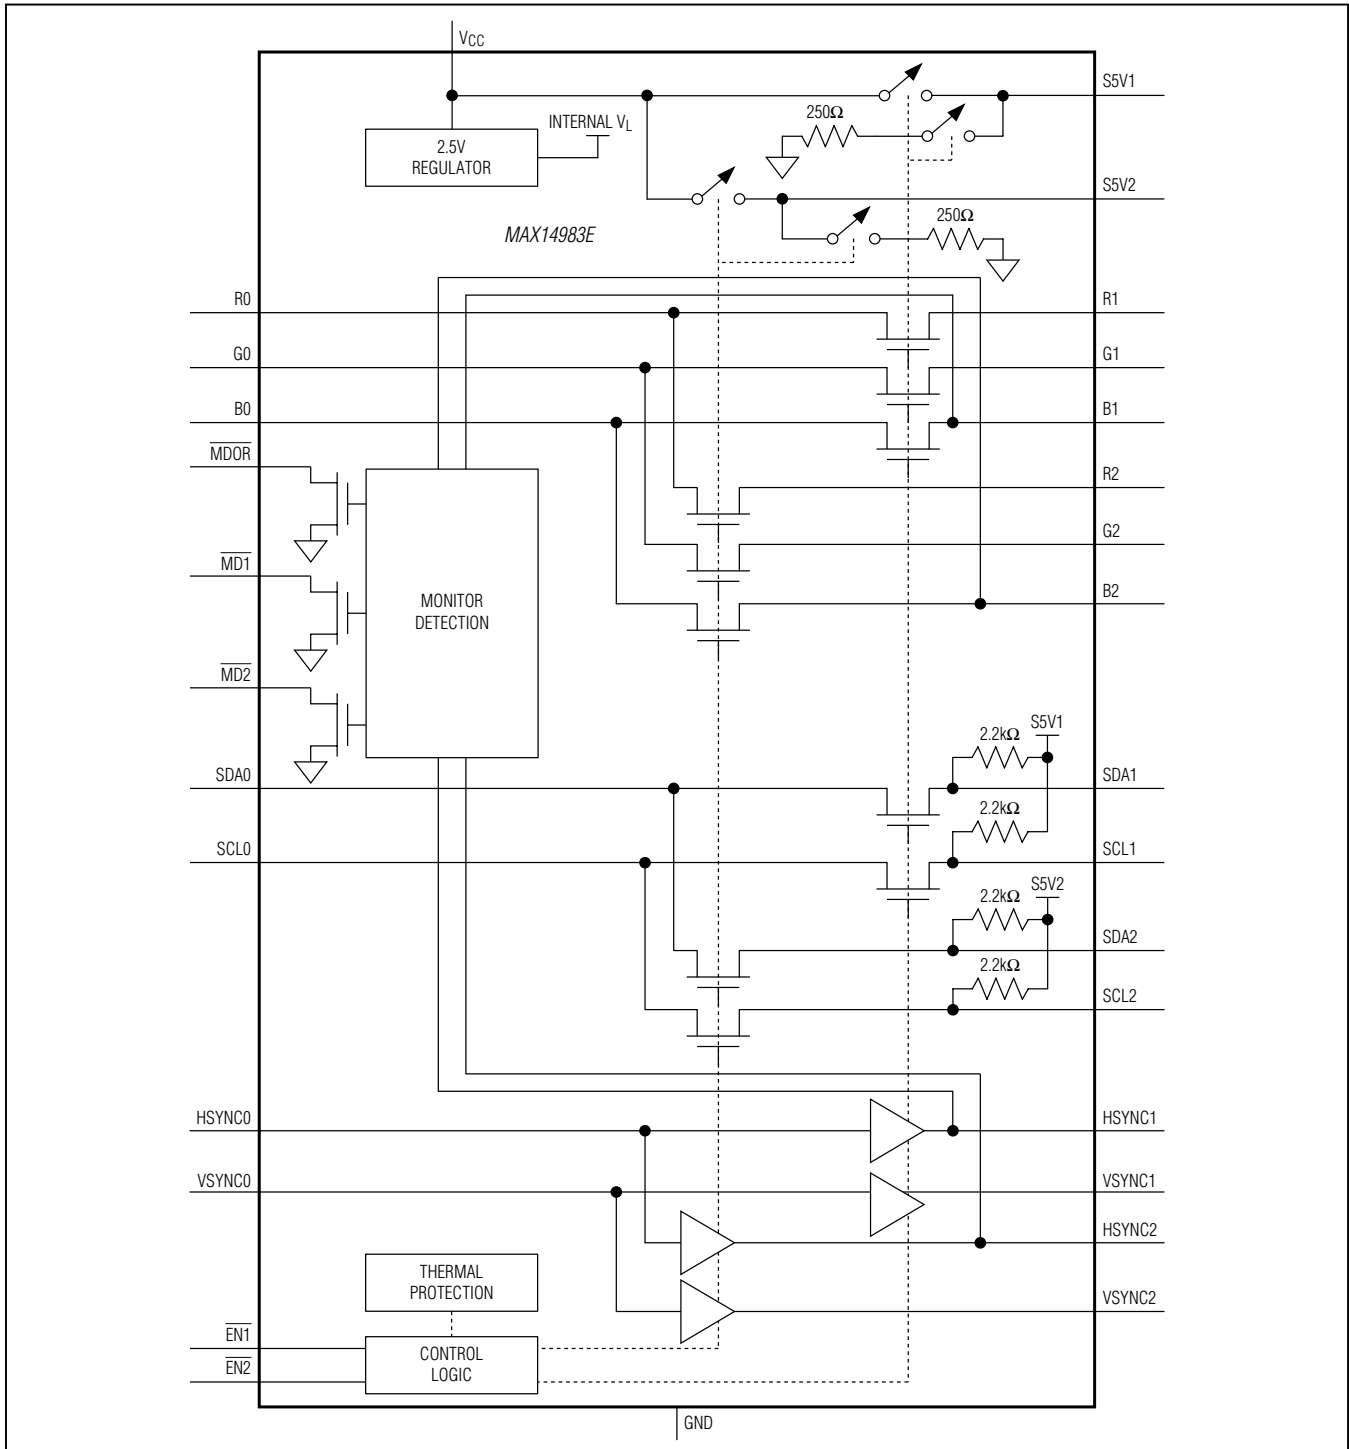 VCC
S5V1
250Ω
INTERNAL VL
2.5V
REGULATOR
S5V2
250Ω
MAX14983E
R0
R1
G0
G1
B0
B1
MDOR
R2
G2
MD1
B2
MONITOR
DETECTION
MD2
S5V1
2.2kΩ
SDA0
SDA1
2.2kΩ
SCL0
SCL1
S5V2
2.2kΩ
SDA2
2.2kΩ
SCL2
HSYNC0
HSYNC1
VSYNC0
VSYNC1
HSYNC2
THERMAL
PROTECTION
VSYNC2
EN1
CONTROL
LOGIC
EN2
GND